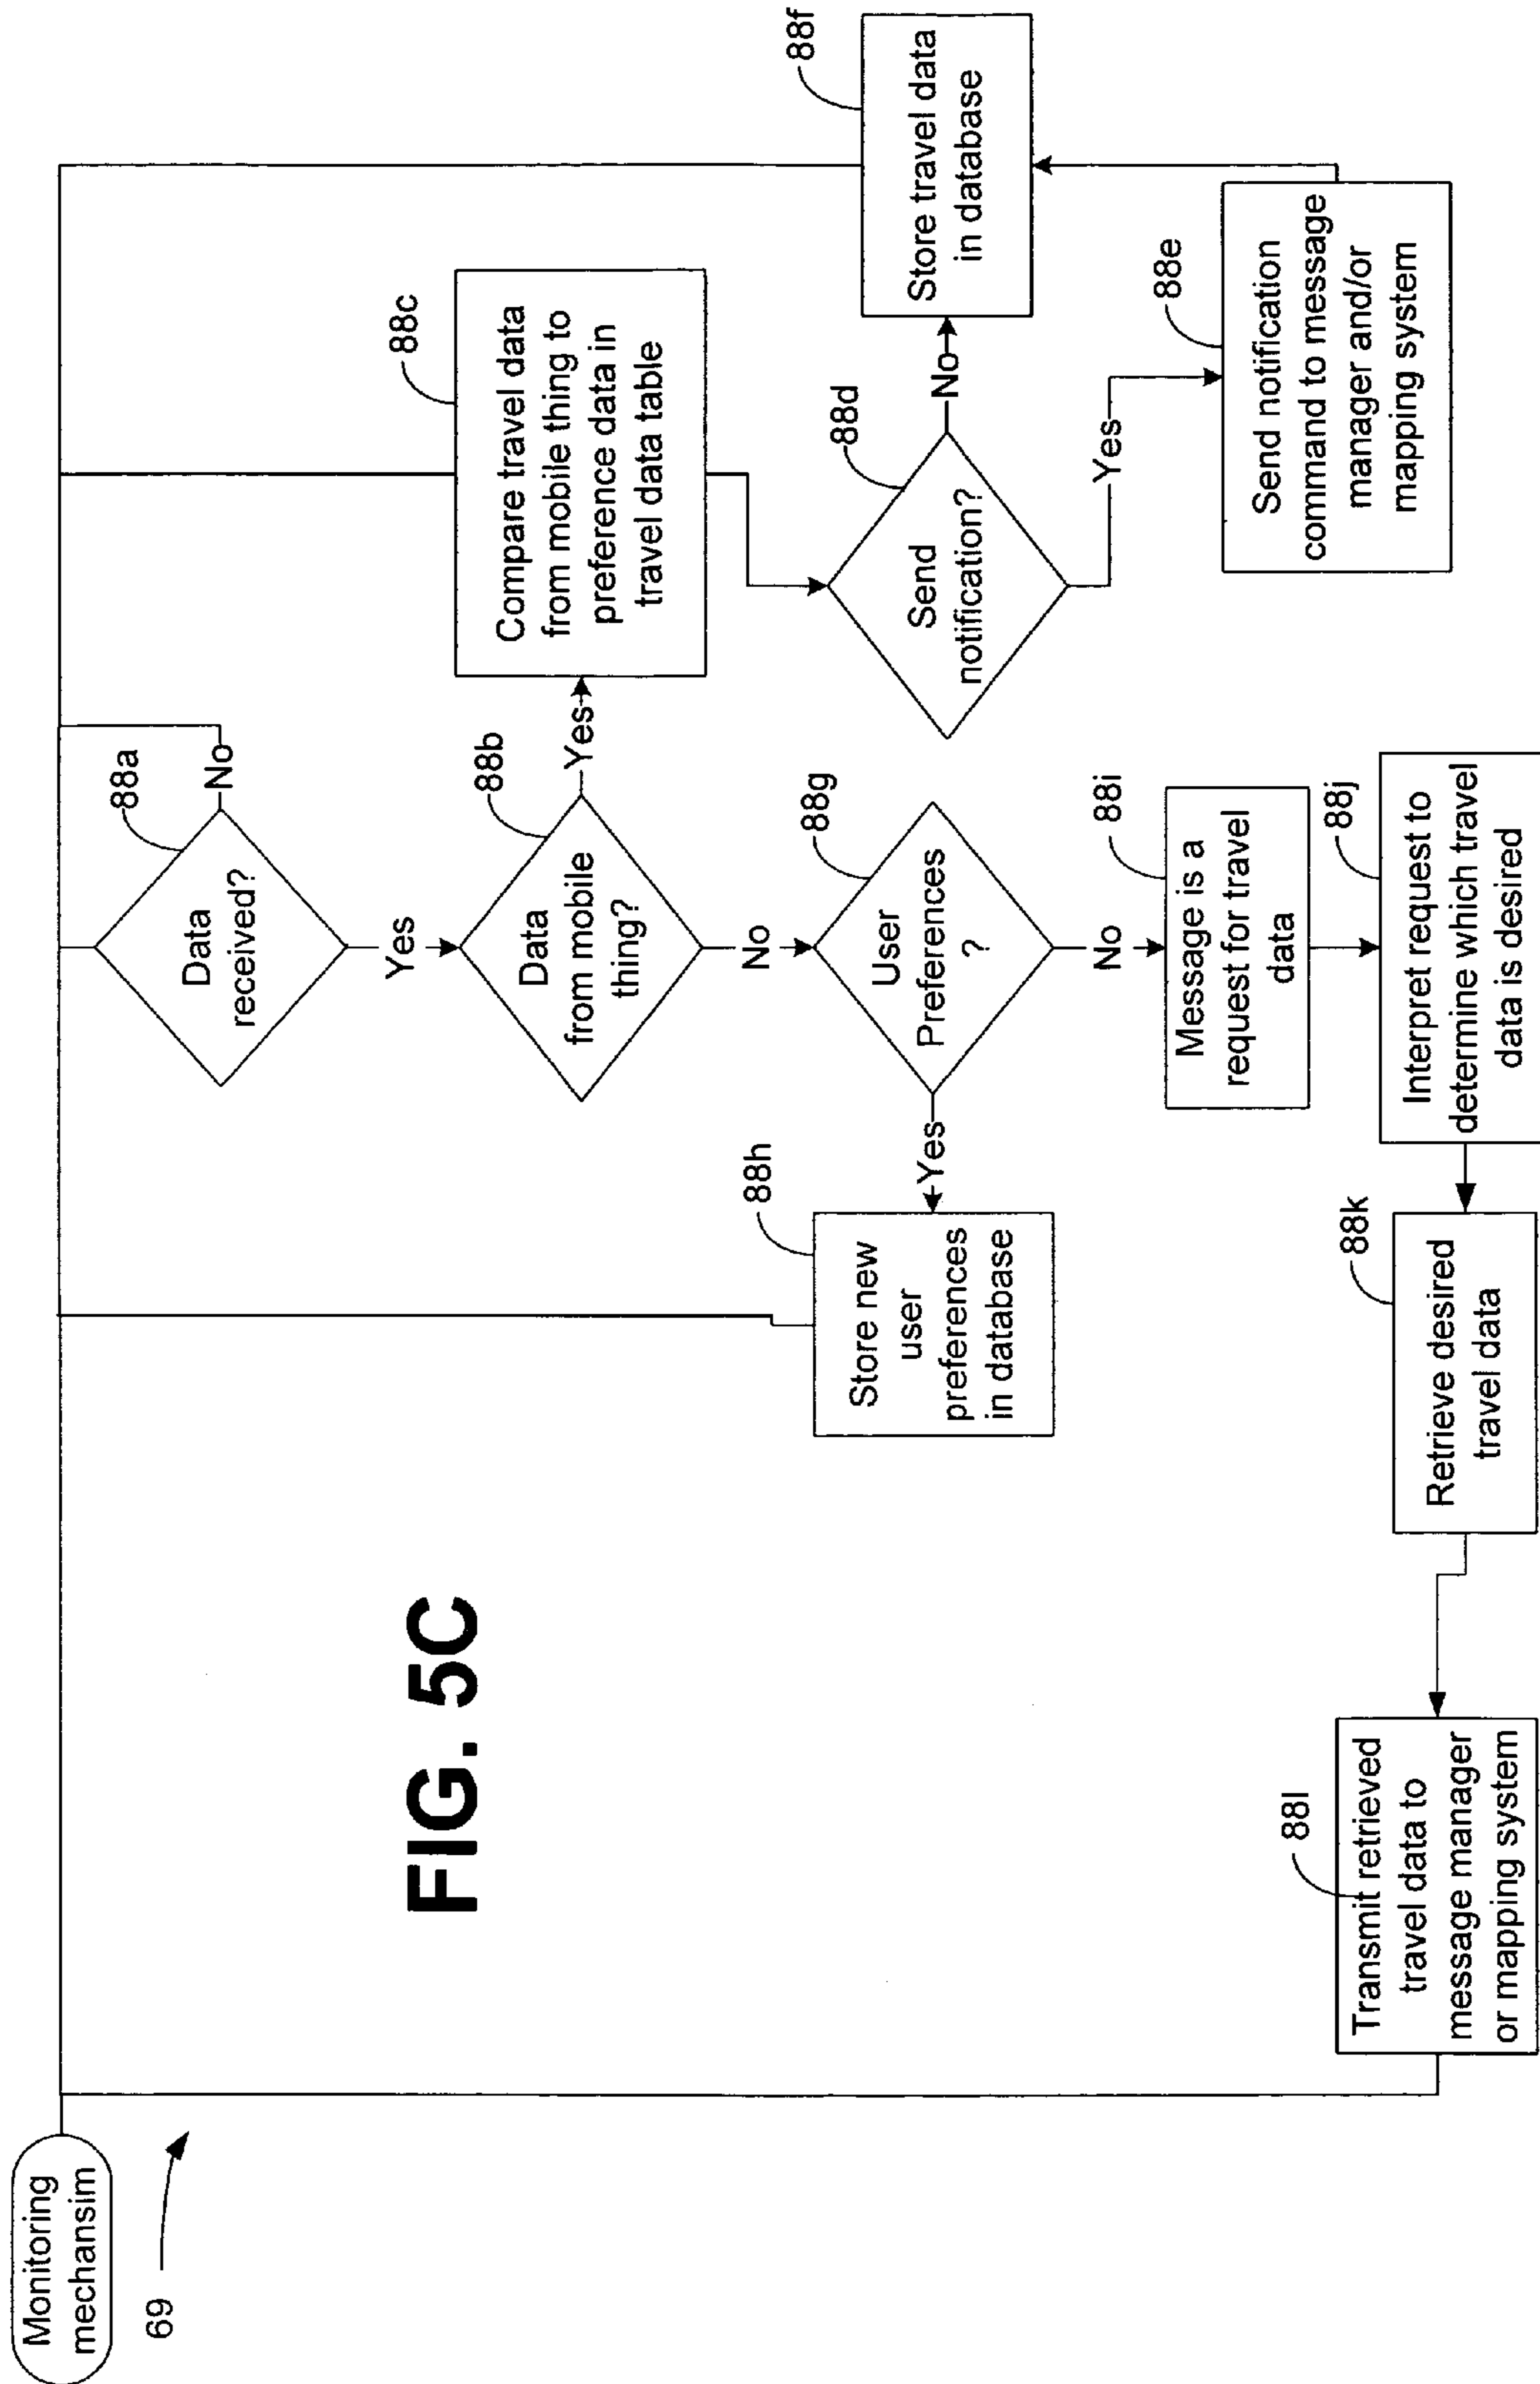 Monitoring
mechansim
69
88a
Data
received?
No
Yes
88b
Data
from mobile
thing?
Yes
No
88c
Compare travel data
from mobile thing to
preference data in
travel data table
88d
Send
notification?
No
Yes
88e
Send notification
command to message
manager and/or
mapping system
88f
Store travel data
in database
88g
User
Preferences
?
Yes
No
88h
Store new
user
preferences
in database
88i
Message is a
request for travel
data
88j
Interpret request to
determine which travel
data is desired
88k
Retrieve desired
travel data
88l
Transmit retrieved
travel data to
message manager
or mapping system
FIG. 5C